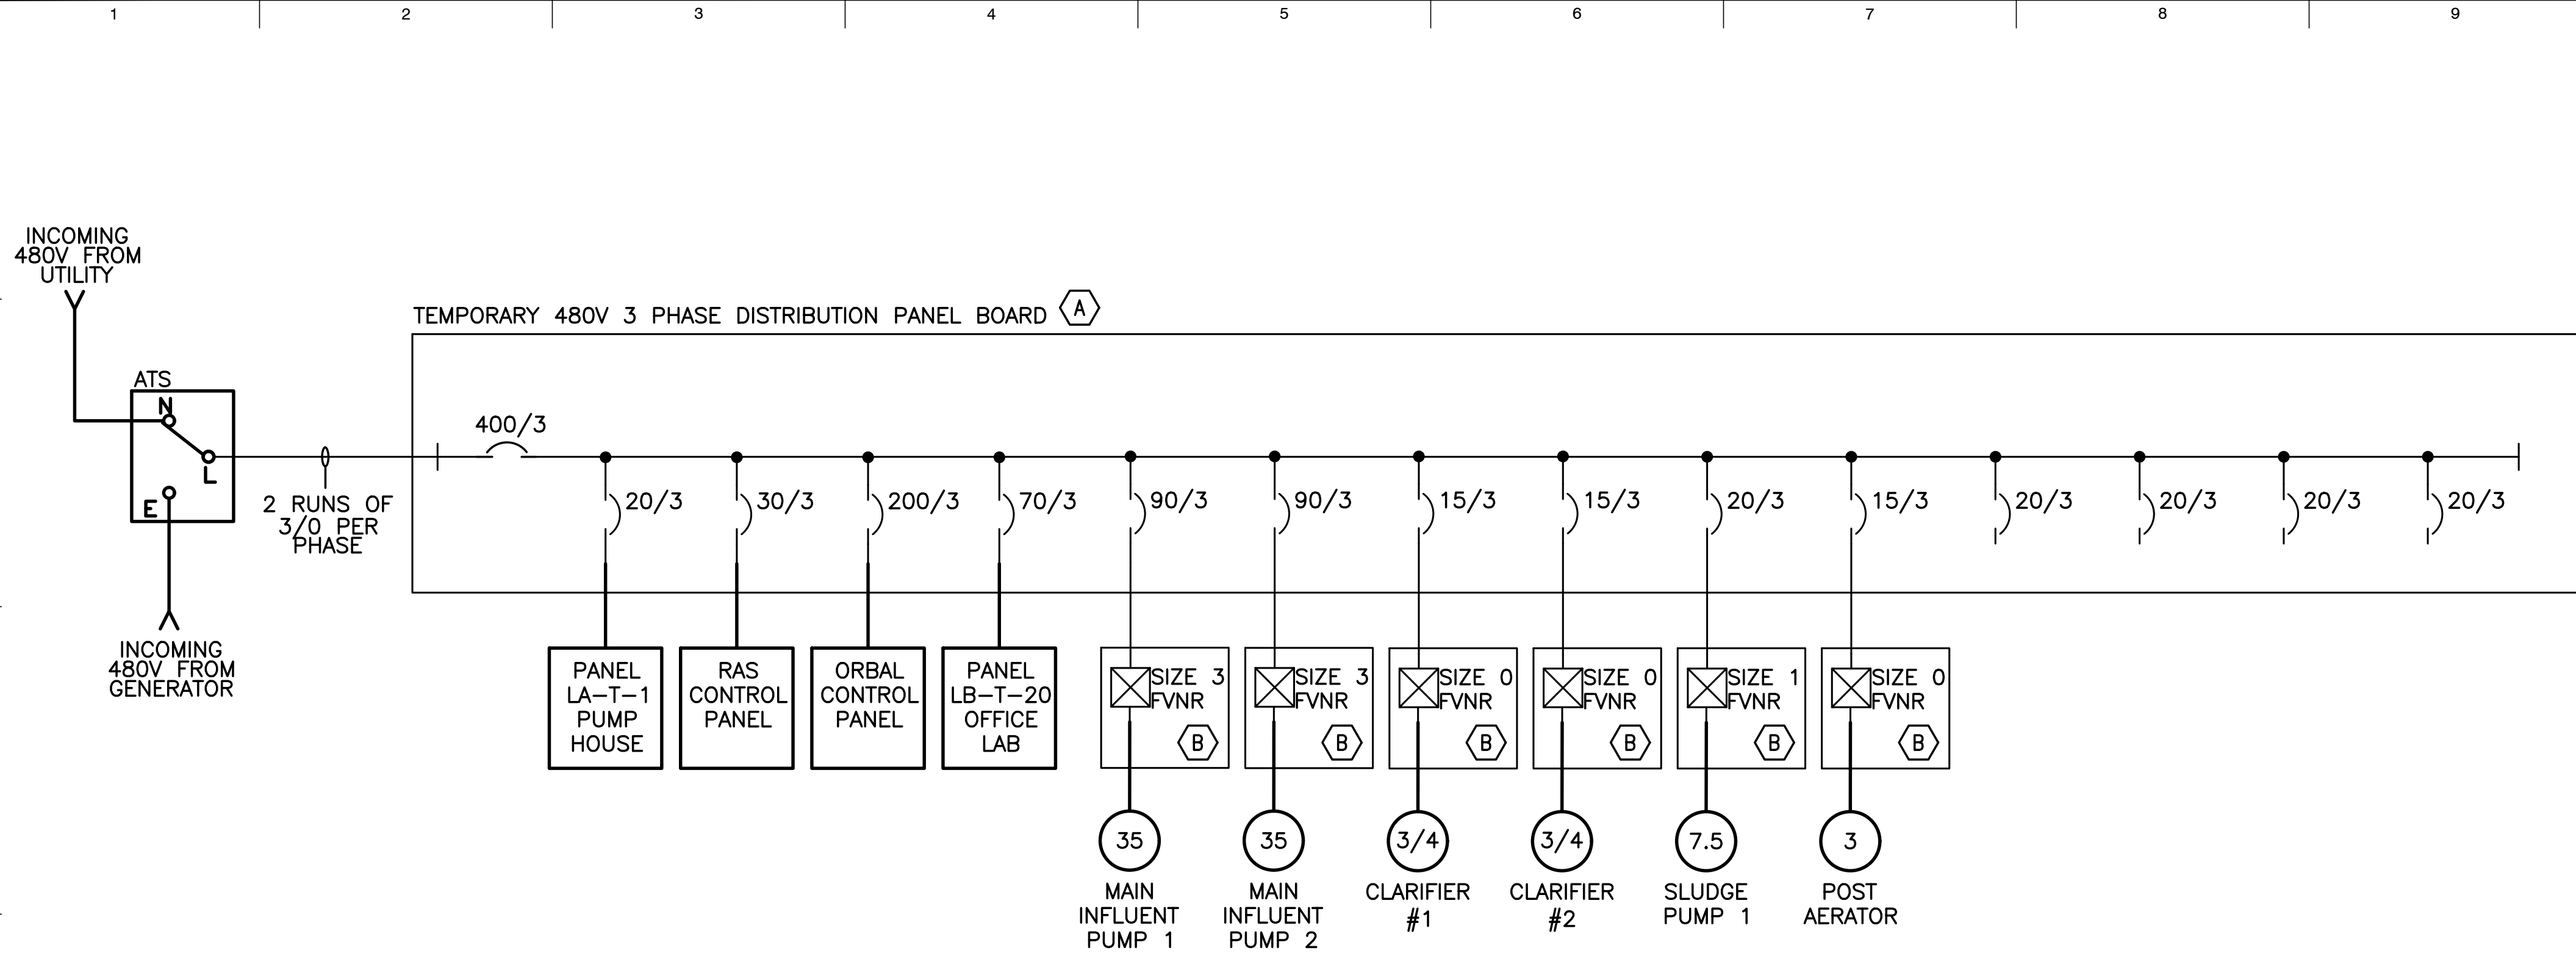 1
2
3
4
5
6
7
8
9
INCOMING
480V FROM
UTILITY
TEMPORARY 480V 3 PHASE DISTRIBUTION PANEL BOARD
A
ATS
N
L
E
400/3
2 RUNS OF
3/0 PER
PHASE
20/3
30/3
200/3
70/3
90/3
90/3
15/3
15/3
20/3
15/3
20/3
20/3
20/3
20/3
INCOMING
480V FROM
GENERATOR
PANEL
LA-T-1
PUMP
HOUSE
RAS
CONTROL
PANEL
ORBAL
CONTROL
PANEL
PANEL
LB-T-20
OFFICE
LAB
SIZE 3
FVNR
B
SIZE 3
FVNR
B
SIZE 0
FVNR
B
SIZE 0
FVNR
B
SIZE 1
FVNR
B
SIZE 0
FVNR
B
35
MAIN
INFLUENT
PUMP 1
35
MAIN
INFLUENT
PUMP 2
3/4
CLARIFIER
#1
3/4
CLARIFIER
#2
7.5
SLUDGE
PUMP 1
3
POST
AERATOR